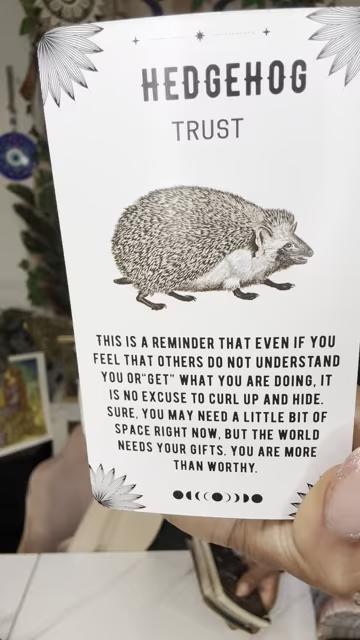 HEDGEHOG
TRUST
THIS IS A REMINDER THAT EVEN IF YOU
FEEL THAT OTHERS DO NOT UNDERSTAND
YOU OR"GET" WHAT YOU ARE DOING, IT
IS NO EXCUSE TO CURL UP AND HIDE.
SURE, YOU MAY NEED A LITTLE BIT OF
SPACE RIGHT NOW, BUT THE WORLD
NEEDS YOUR GIFTS. YOU ARE MORE
THAN WORTHY.